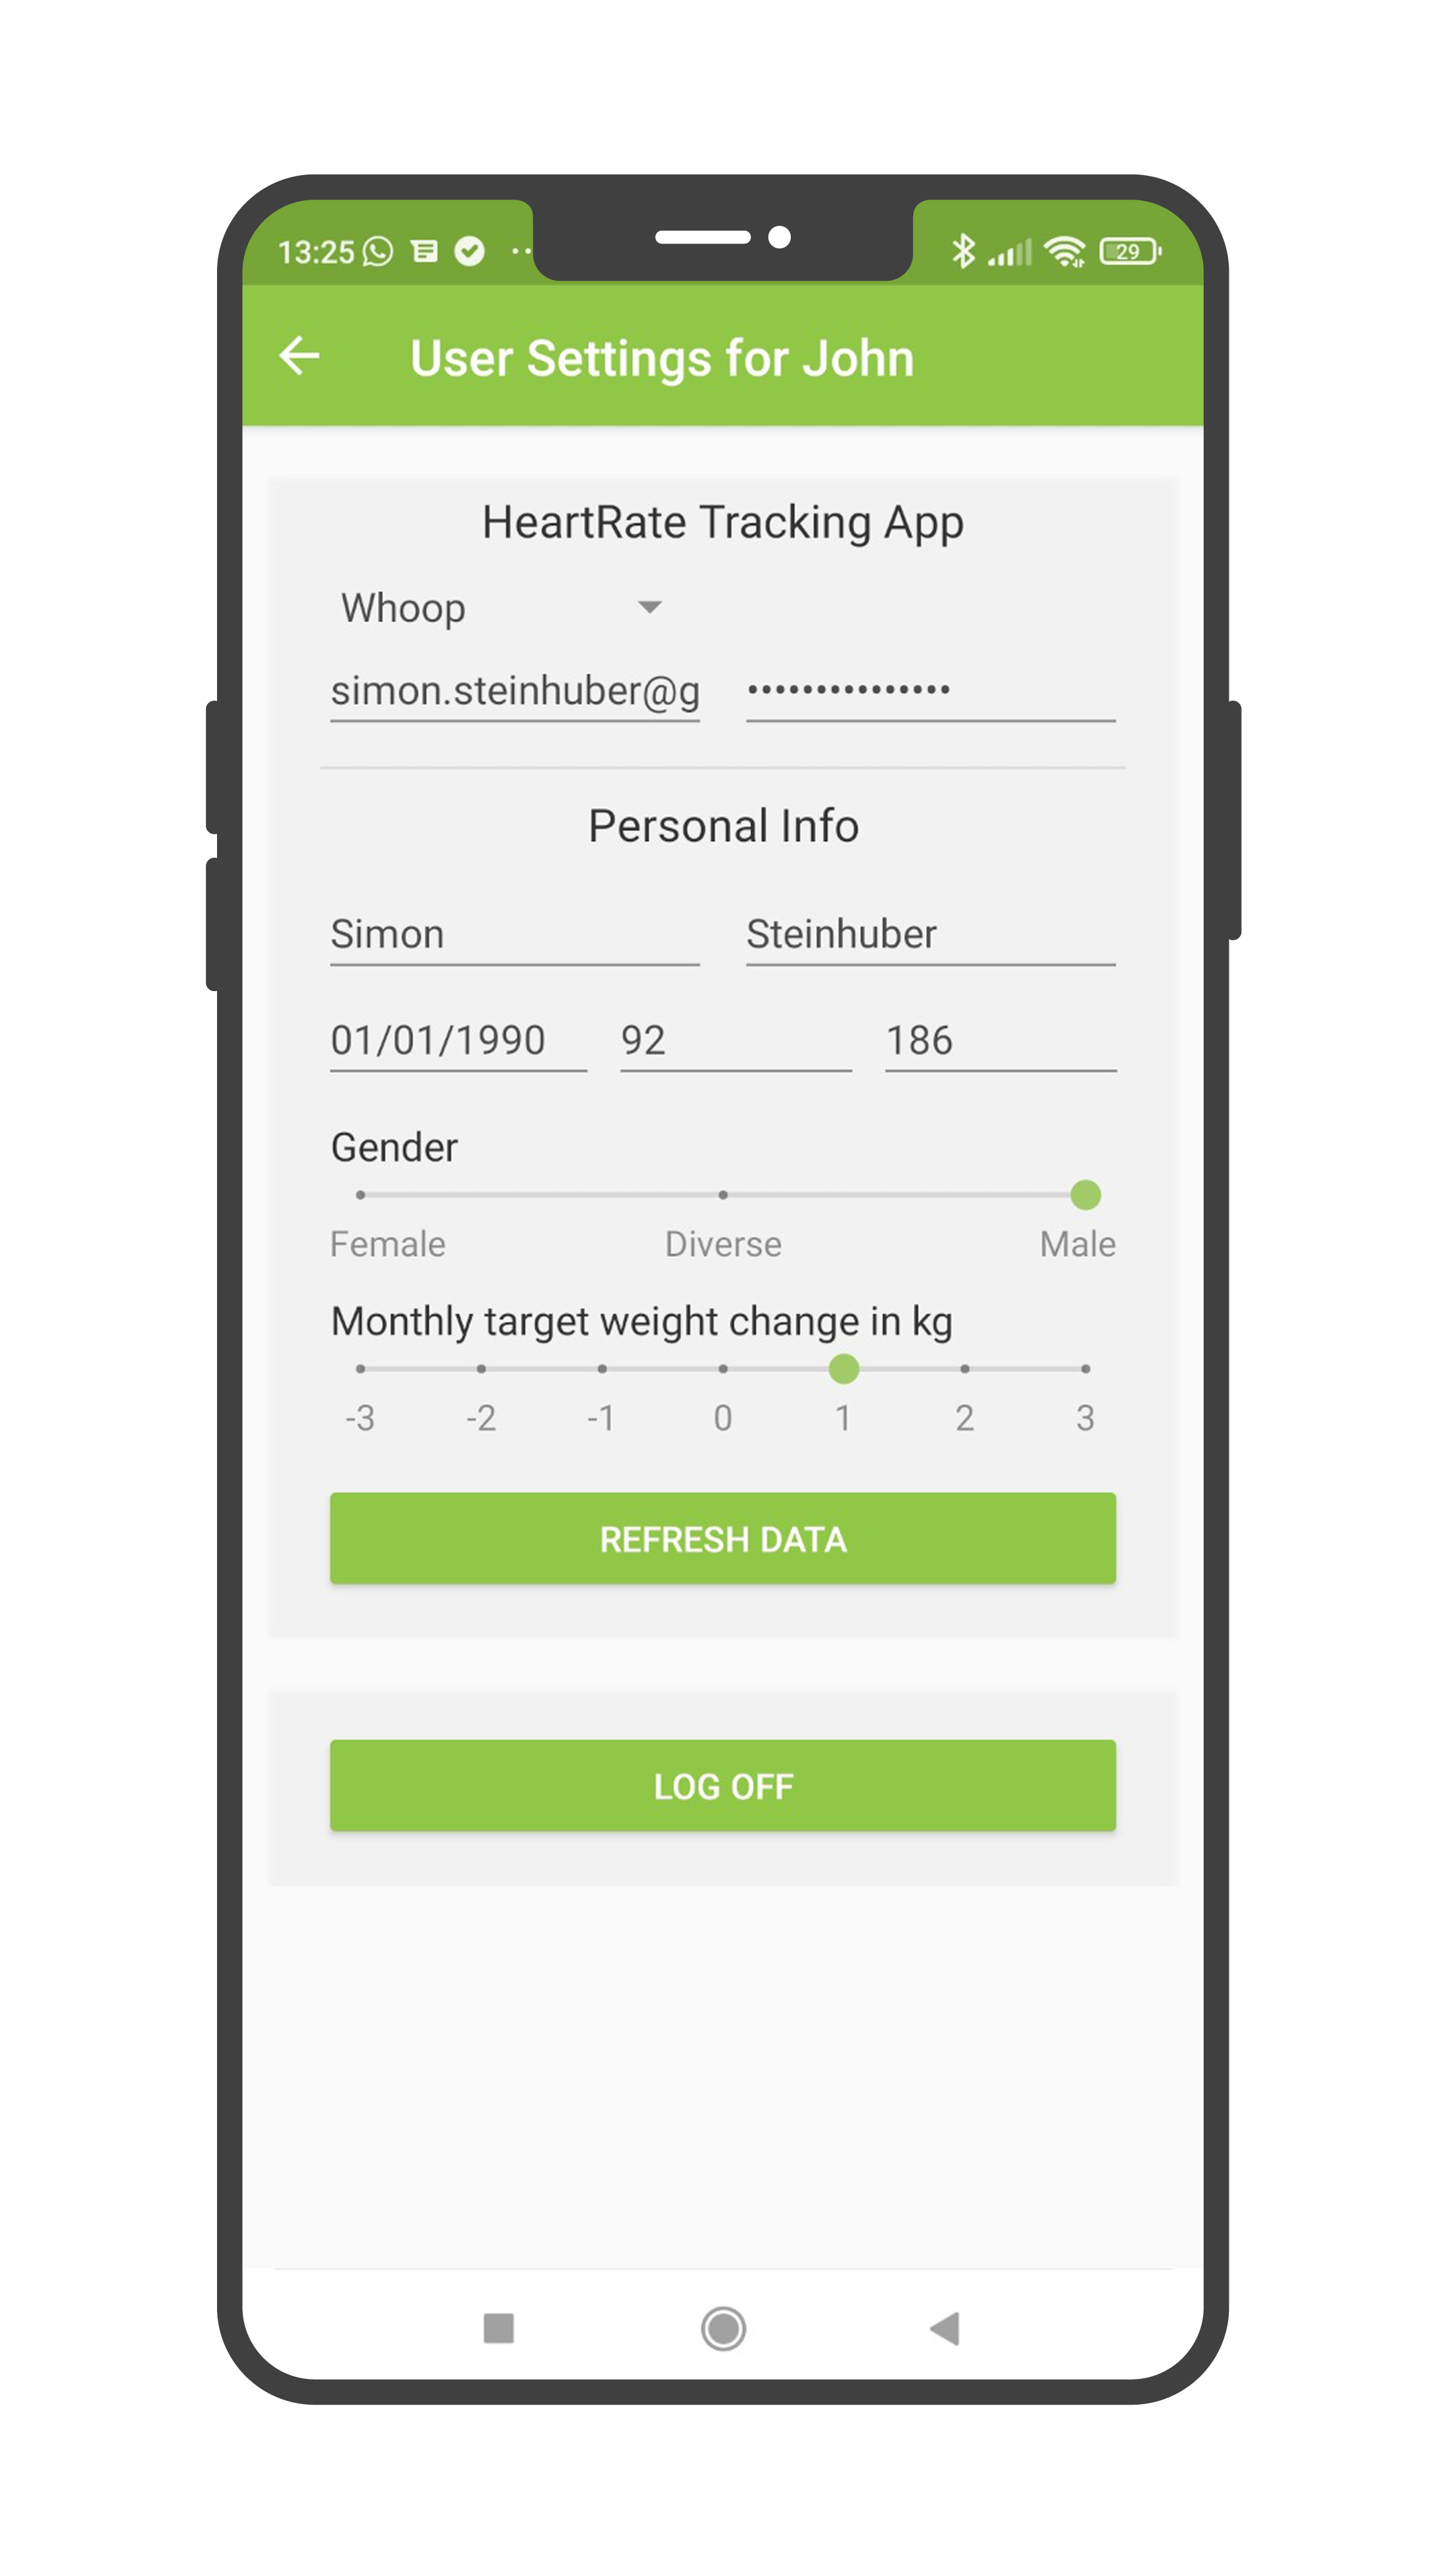 13:25 29
User Settings for John
HeartRate Tracking App
Whoop
simon.steinhuber@g •••••••••••••••
Personal Info
Simon Steinhuber
01/01/1990 92 186
Gender
Female Diverse Male
Monthly target weight change in kg
-3 -2 -1 0 1 2 3
REFRESH DATA
LOG OFF